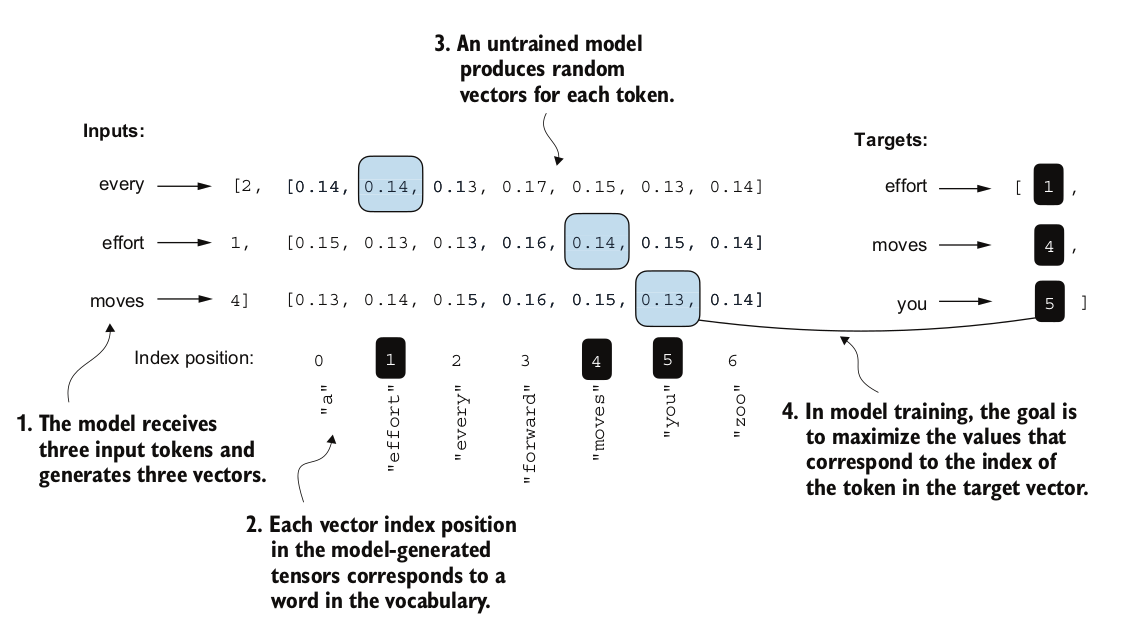 3. An untrained model
produces random
vectors for each token.
Inputs:
Targets:
every [2, [0.14, 0.14, 0.13, 0.17, 0.15, 0.13, 0.14] effort [ 1 ,
effort 1, [0.15, 0.13, 0.13, 0.16, 0.14, 0.15, 0.14] moves 4 ,
moves 4] [0.13, 0.14, 0.15, 0.16, 0.15, 0.13, 0.14] you 5 ]
Index position: 0 1 2 3 4 5 6
"a" "effort" "every" "forward" "moves" "you" "zoo"
1. The model receives
three input tokens and
generates three vectors.
2. Each vector index position
in the model-generated
tensors corresponds to a
word in the vocabulary.
4. In model training, the goal is
to maximize the values that
correspond to the index of
the token in the target vector.